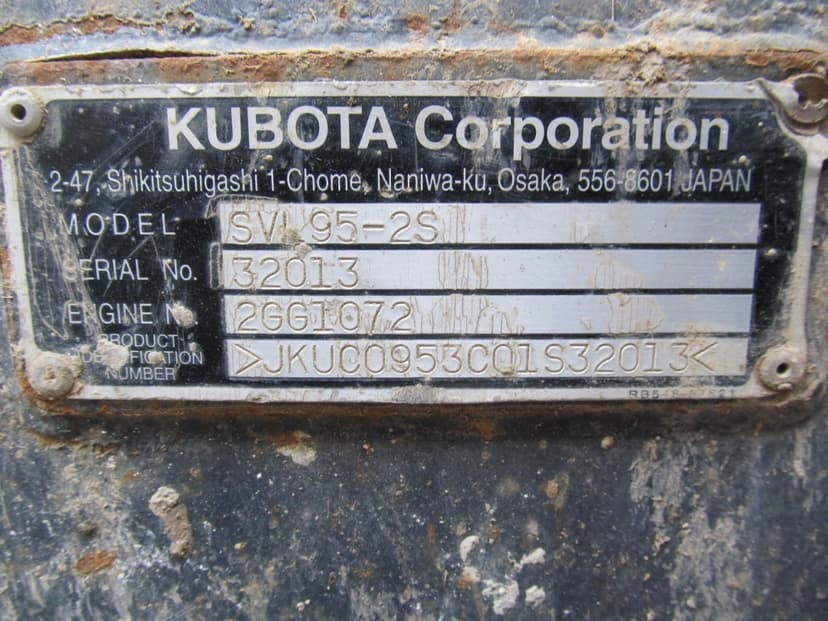 KUBOTA Corporation
2-47, Shikitsuhigashi 1-Chome, Naniwa-ku, Osaka, 556-8601 JAPAN
MODEL SVL95-2S
SERIAL No. 32013
ENGINE No. 2GG1072
PRODUCT
IDENTIFICATION
NUMBER >JKUC0953C01S32013<